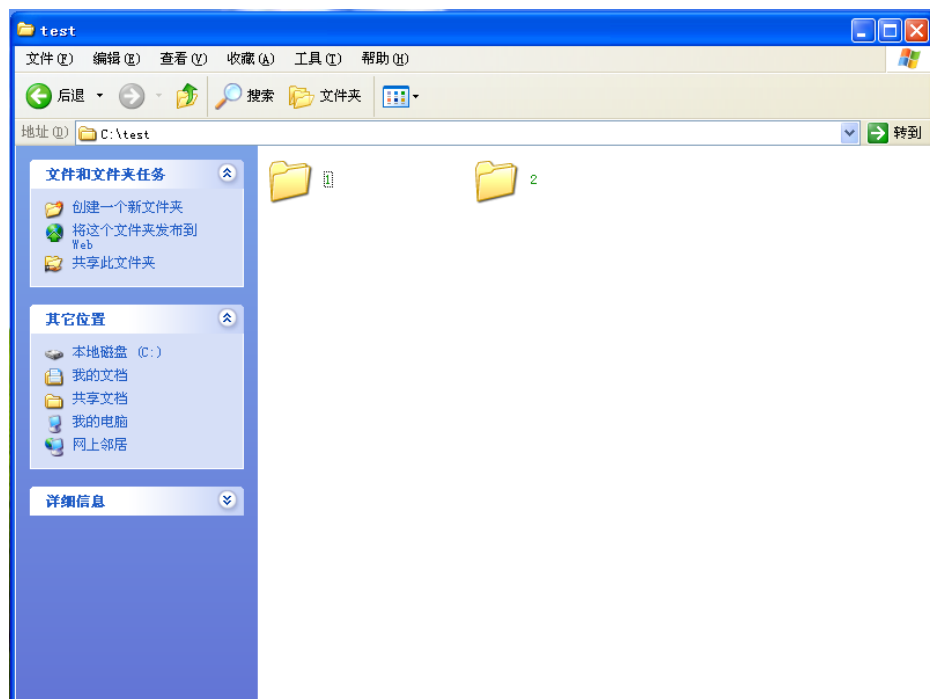 test
文件(F) 编辑(E) 查看(V) 收藏(A) 工具(T) 帮助(H)
后退 搜索 文件夹
地址(D) C:\test 转到
文件和文件夹任务
创建一个新文件夹
将这个文件夹发布到
Web
共享此文件夹
1 2
其它位置
本地磁盘 (C:)
我的文档
共享文档
我的电脑
网上邻居
详细信息